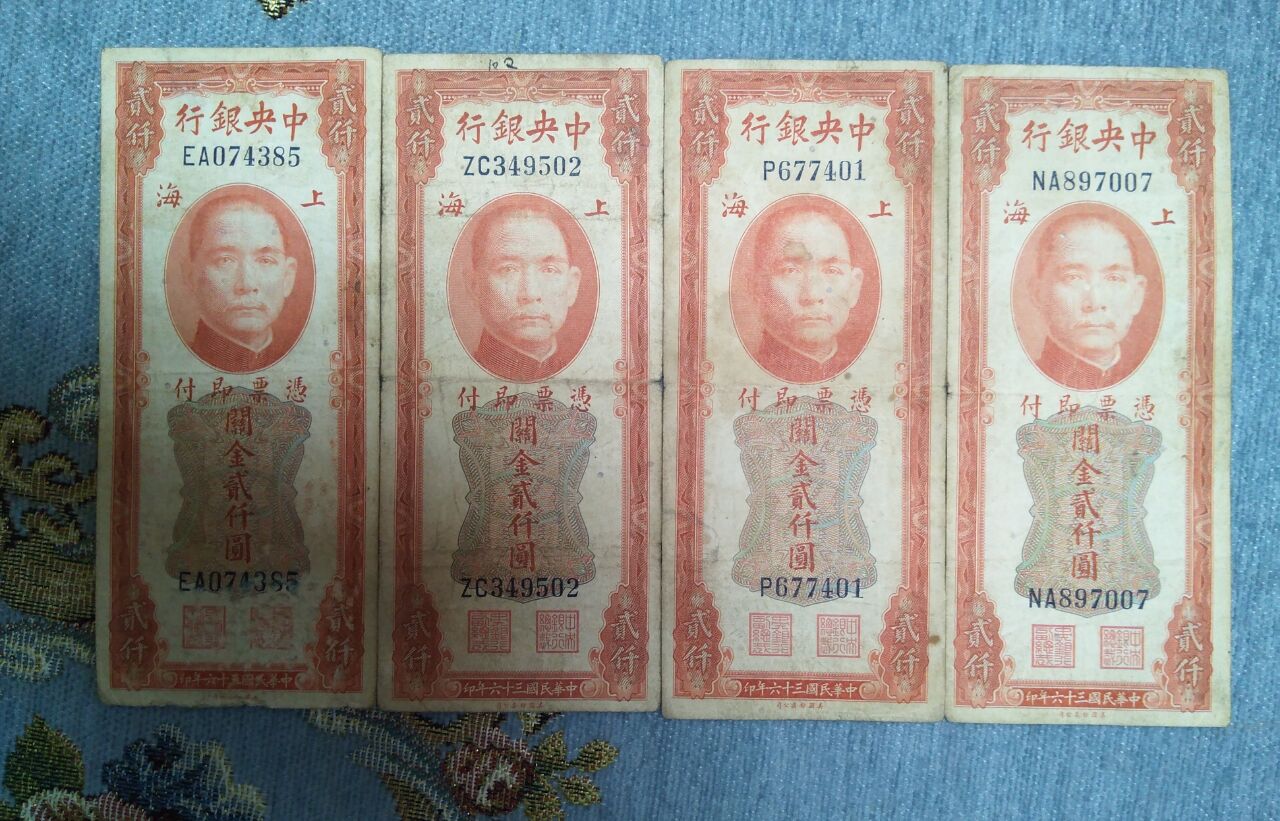 貳仟 貳仟
中央銀行
EA074385
上海
憑票即付
關金貳仟圓
EA074385
貳仟 貳仟
中華民國三十六年印
102
貳仟 貳仟
中央銀行
ZC349502
上海
憑票即付
關金貳仟圓
ZC349502
貳仟 貳仟
中華民國三十六年印
貳仟 貳仟
中央銀行
P677401
上海
憑票即付
關金貳仟圓
P677401
貳仟 貳仟
中華民國三十六年印
貳仟 貳仟
中央銀行
NA897007
上海
憑票即付
關金貳仟圓
NA897007
貳仟 貳仟
中華民國三十六年印